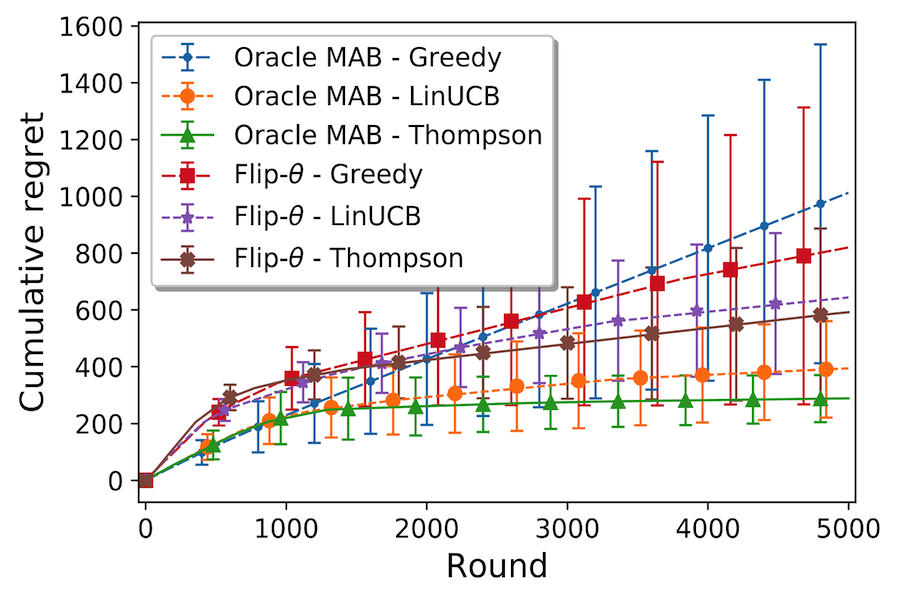 1600
1400
1200
1000
800
600
400
200
0
Cumulative regret
Oracle MAB - Greedy
Oracle MAB - LinUCB
Oracle MAB - Thompson
Flip-θ - Greedy
Flip-θ - LinUCB
Flip-θ - Thompson
0 1000 2000 3000 4000 5000
Round